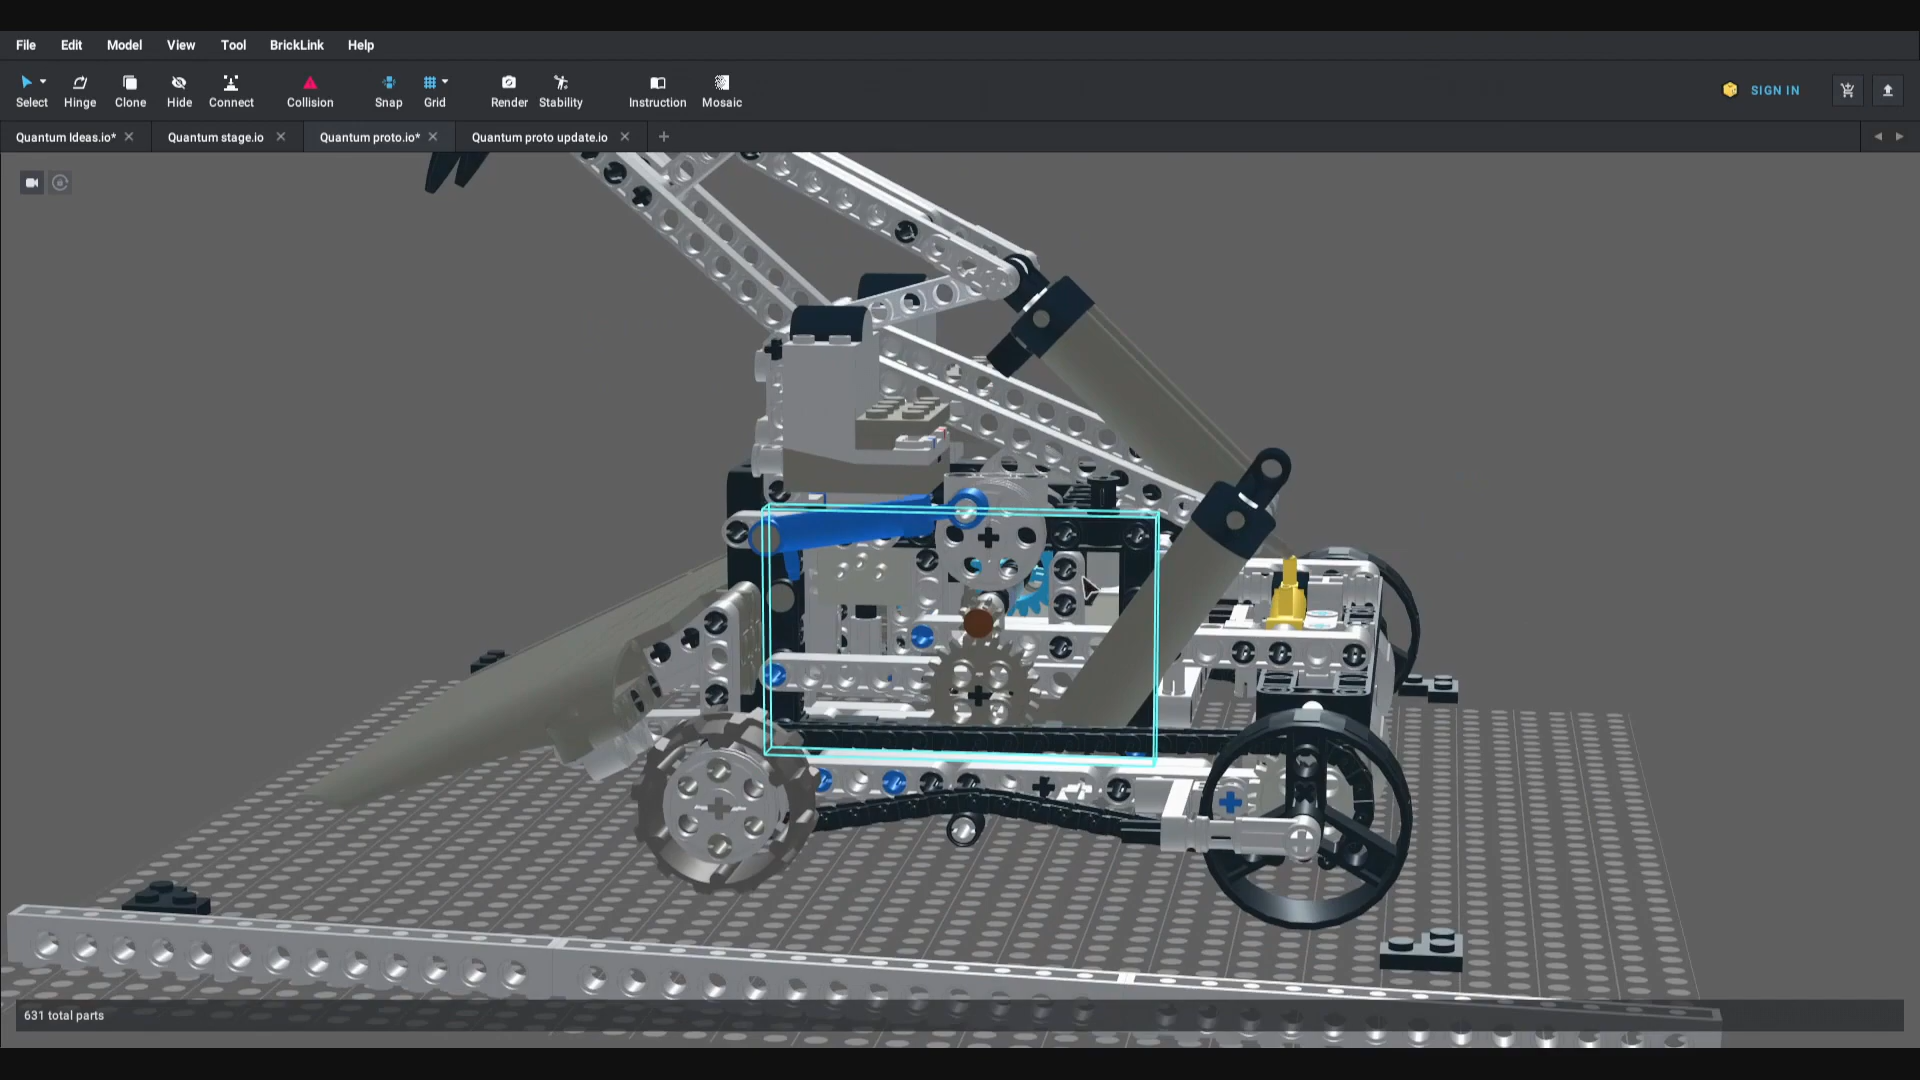 File Edit Model View Tool BrickLink Help
Select Hinge Clone Hide Connect Collision Snap Grid Render Stability Instruction Mosaic SIGN IN
Quantum Ideas.io* Quantum stage.io Quantum proto.io* Quantum proto update.io
631 total parts